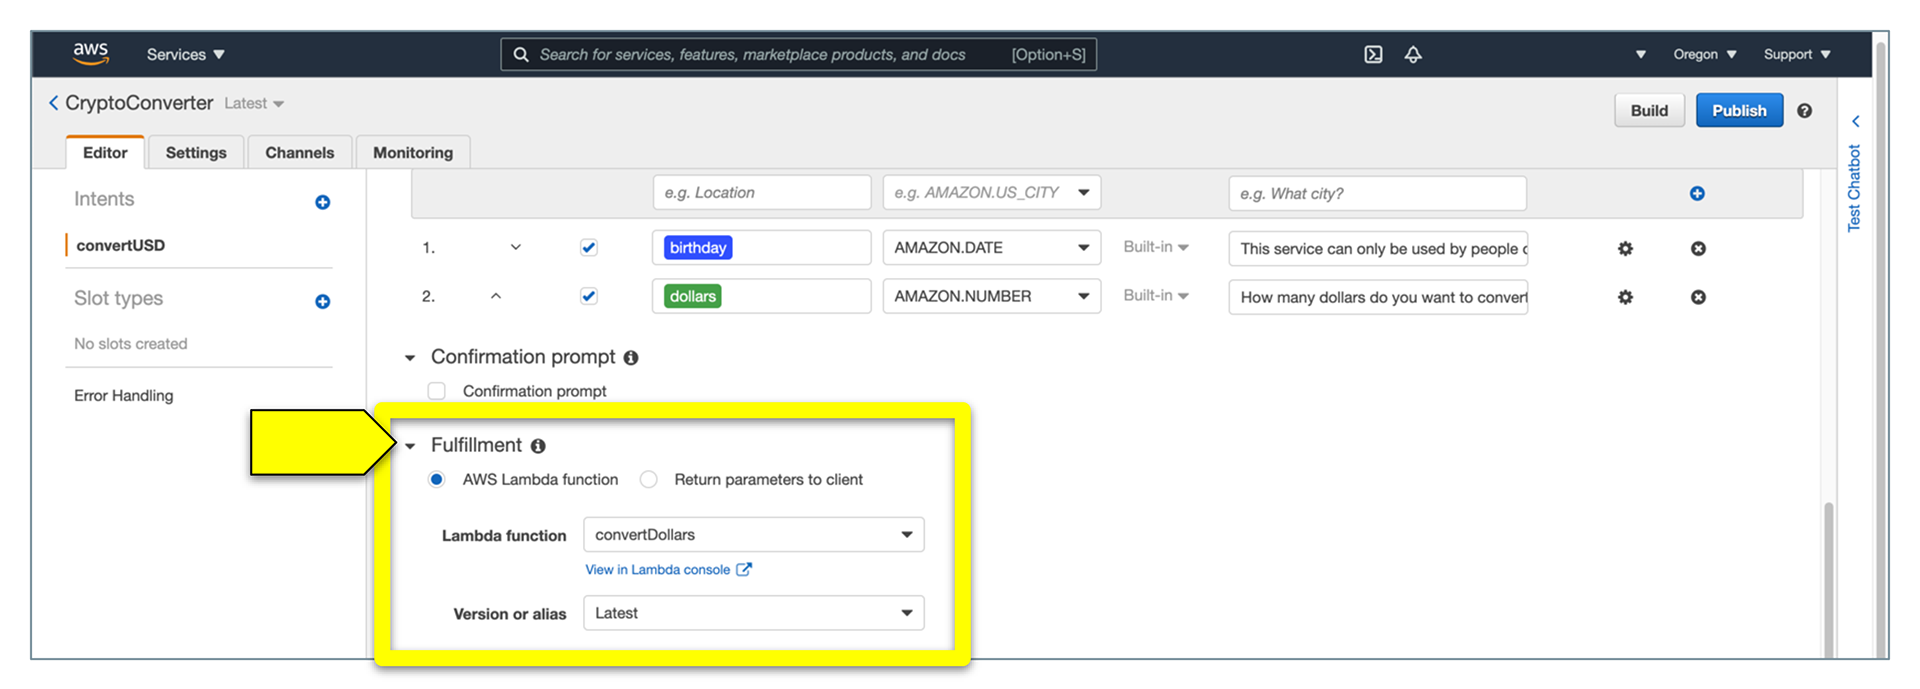 aws Services Search for services, features, marketplace products, and docs [Option+S] Oregon Support
CryptoConverter Latest Build Publish
Editor Settings Channels Monitoring
Test Chatbot
Intents
convertUSD
Slot types
No slots created
Error Handling
e.g. Location e.g. AMAZON.US_CITY e.g. What city?
1. birthday AMAZON.DATE Built-in This service can only be used by people
2. dollars AMAZON.NUMBER Built-in How many dollars do you want to convert
Confirmation prompt
Confirmation prompt
Fulfillment
AWS Lambda function Return parameters to client
Lambda function convertDollars
View in Lambda console
Version or alias Latest